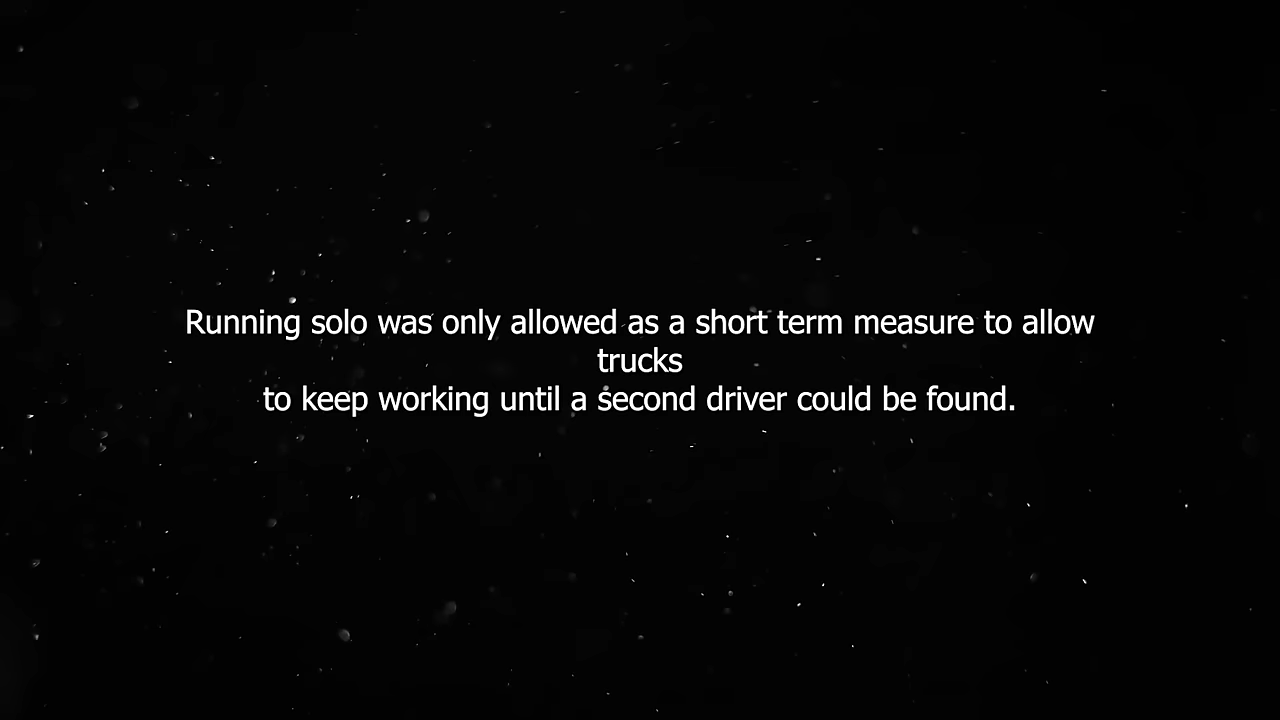 Running solo was only allowed as a short term measure to allow
trucks
to keep working until a second driver could be found.